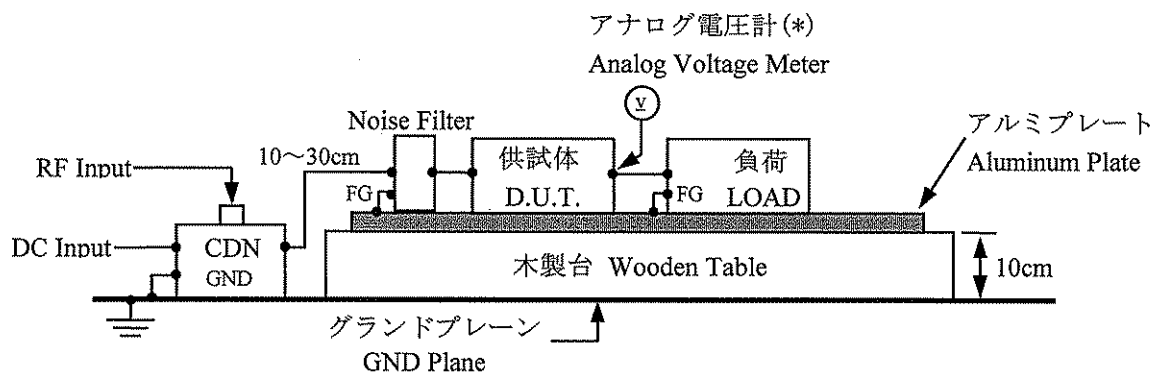 アナログ電圧計(*)
Analog Voltage Meter
V
Noise Filter
アルミプレート
Aluminum Plate
RF Input
10~30cm
供試体
D.U.T.
負荷
LOAD
FG
FG
DC Input
CDN
GND
木製台 Wooden Table
10cm
グランドプレーン
GND Plane